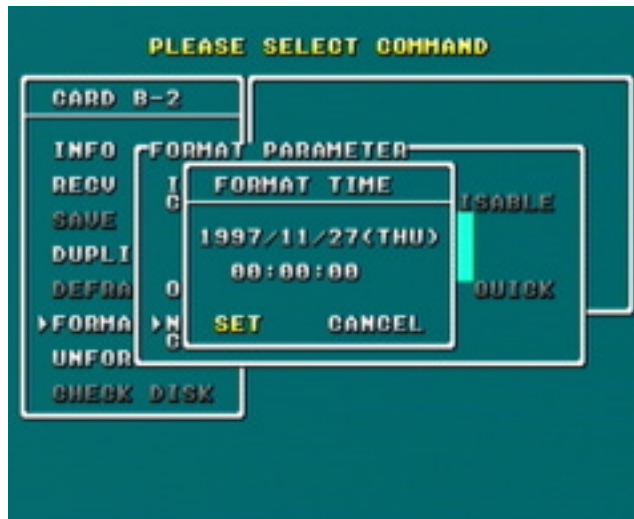 PLEASE SELECT COMMAND
CARD B-2
INFO
RECV
SAVE
DUPLI
DEFRA
▶FORMA
UNFOR
CHECK DISK
FORMAT PARAMETER
I
C
ISABLE
O
QUICK
▶N
C
FORMAT TIME
1997/11/27(THU)
00:00:00
SET CANCEL